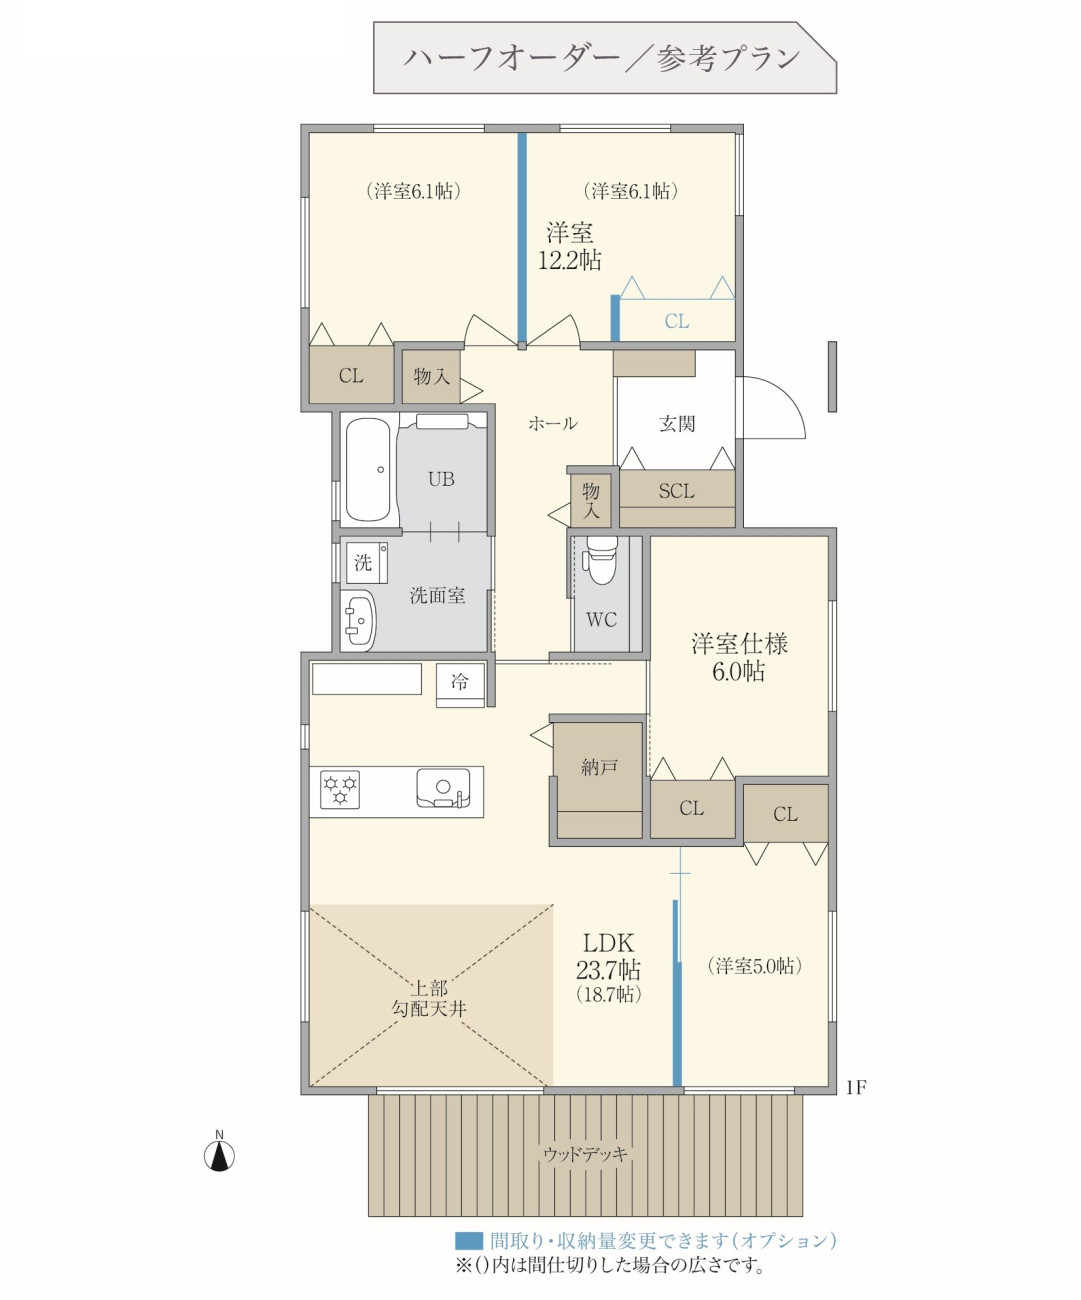 ハーフオーダー／参考プラン
（洋室6.1帖）
（洋室6.1帖）
洋室
12.2帖
CL
CL
物入
ホール
玄関
UB
SCL
物入
洗
洗面室
WC
洋室仕様
6.0帖
冷
納戸
CL
CL
LDK
23.7帖
（18.7帖）
（洋室5.0帖）
上部
勾配天井
1F
N
ウッドデッキ
間取り・収納量変更できます（オプション）
※（）内は間仕切りした場合の広さです。